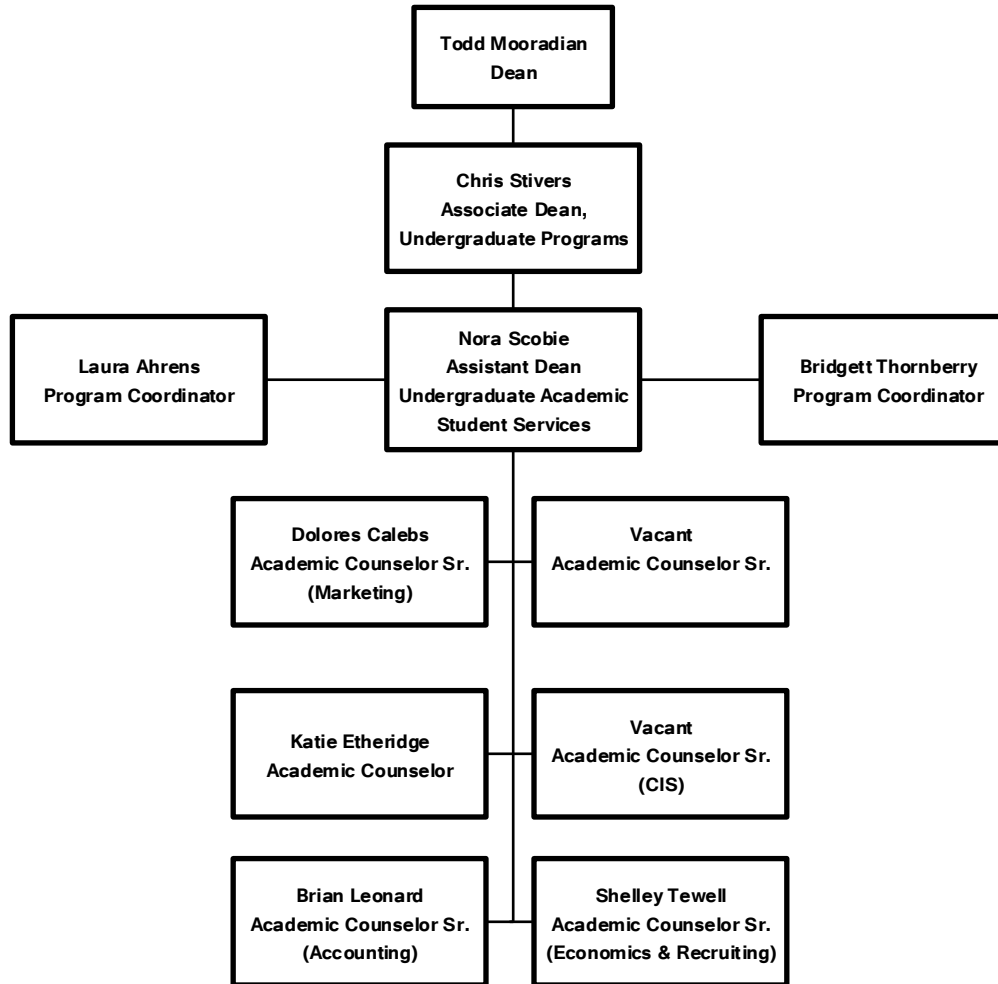 Todd Mooradian
Dean
Chris Stivers
Associate Dean,
Undergraduate Programs
Laura Ahrens
Program Coordinator
Nora Scobie
Assistant Dean
Undergraduate Academic
Student Services
Bridgett Thornberry
Program Coordinator
Dolores Calebs
Academic Counselor Sr.
(Marketing)
Vacant
Academic Counselor Sr.
Katie Etheridge
Academic Counselor
Vacant
Academic Counselor Sr.
(CIS)
Brian Leonard
Academic Counselor Sr.
(Accounting)
Shelley Tewell
Academic Counselor Sr.
(Economics & Recruiting)